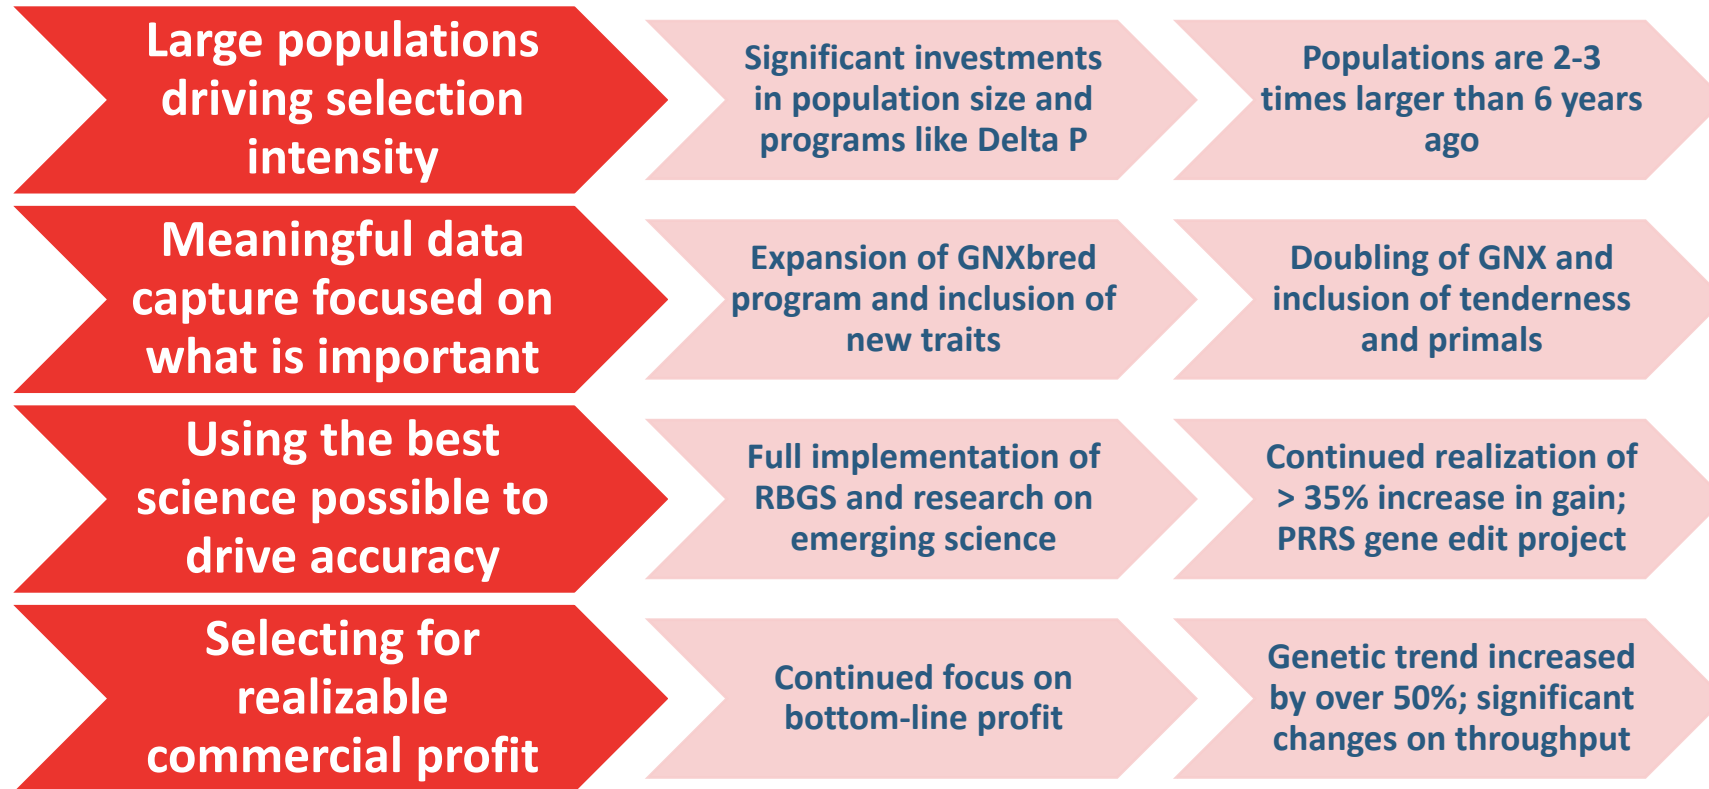 Large populations
driving selection
intensity
Significant investments
in population size and
programs like Delta P
Populations are 2-3
times larger than 6 years
ago
Meaningful data
capture focused on
what is important
Expansion of GNXbred
program and inclusion of
new traits
Doubling of GNX and
inclusion of tenderness
and primals
Using the best
science possible to
drive accuracy
Full implementation of
RBGS and research on
emerging science
Continued realization of
> 35% increase in gain;
PRRS gene edit project
Selecting for
realizable
commercial profit
Continued focus on
bottom-line profit
Genetic trend increased
by over 50%; significant
changes on throughput